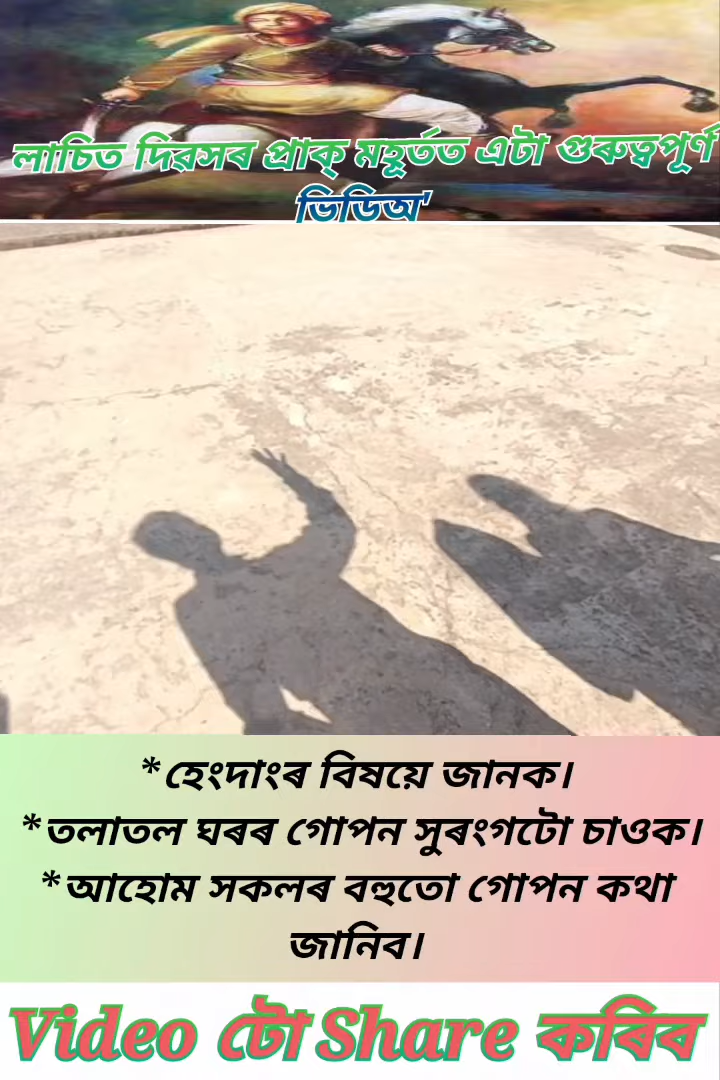 লাচিত দিৱসৰ প্ৰাক্ মহূৰ্তত এটা গুৰুত্বপূৰ্ণ
ভিডিঅ'
*হেংদাংৰ বিষয়ে জানক।
*তলাতল ঘৰৰ গোপন সুৰংগটো চাওক।
*আহোম সকলৰ বহুতো গোপন কথা
জানিব।
Video টো Share কৰিব